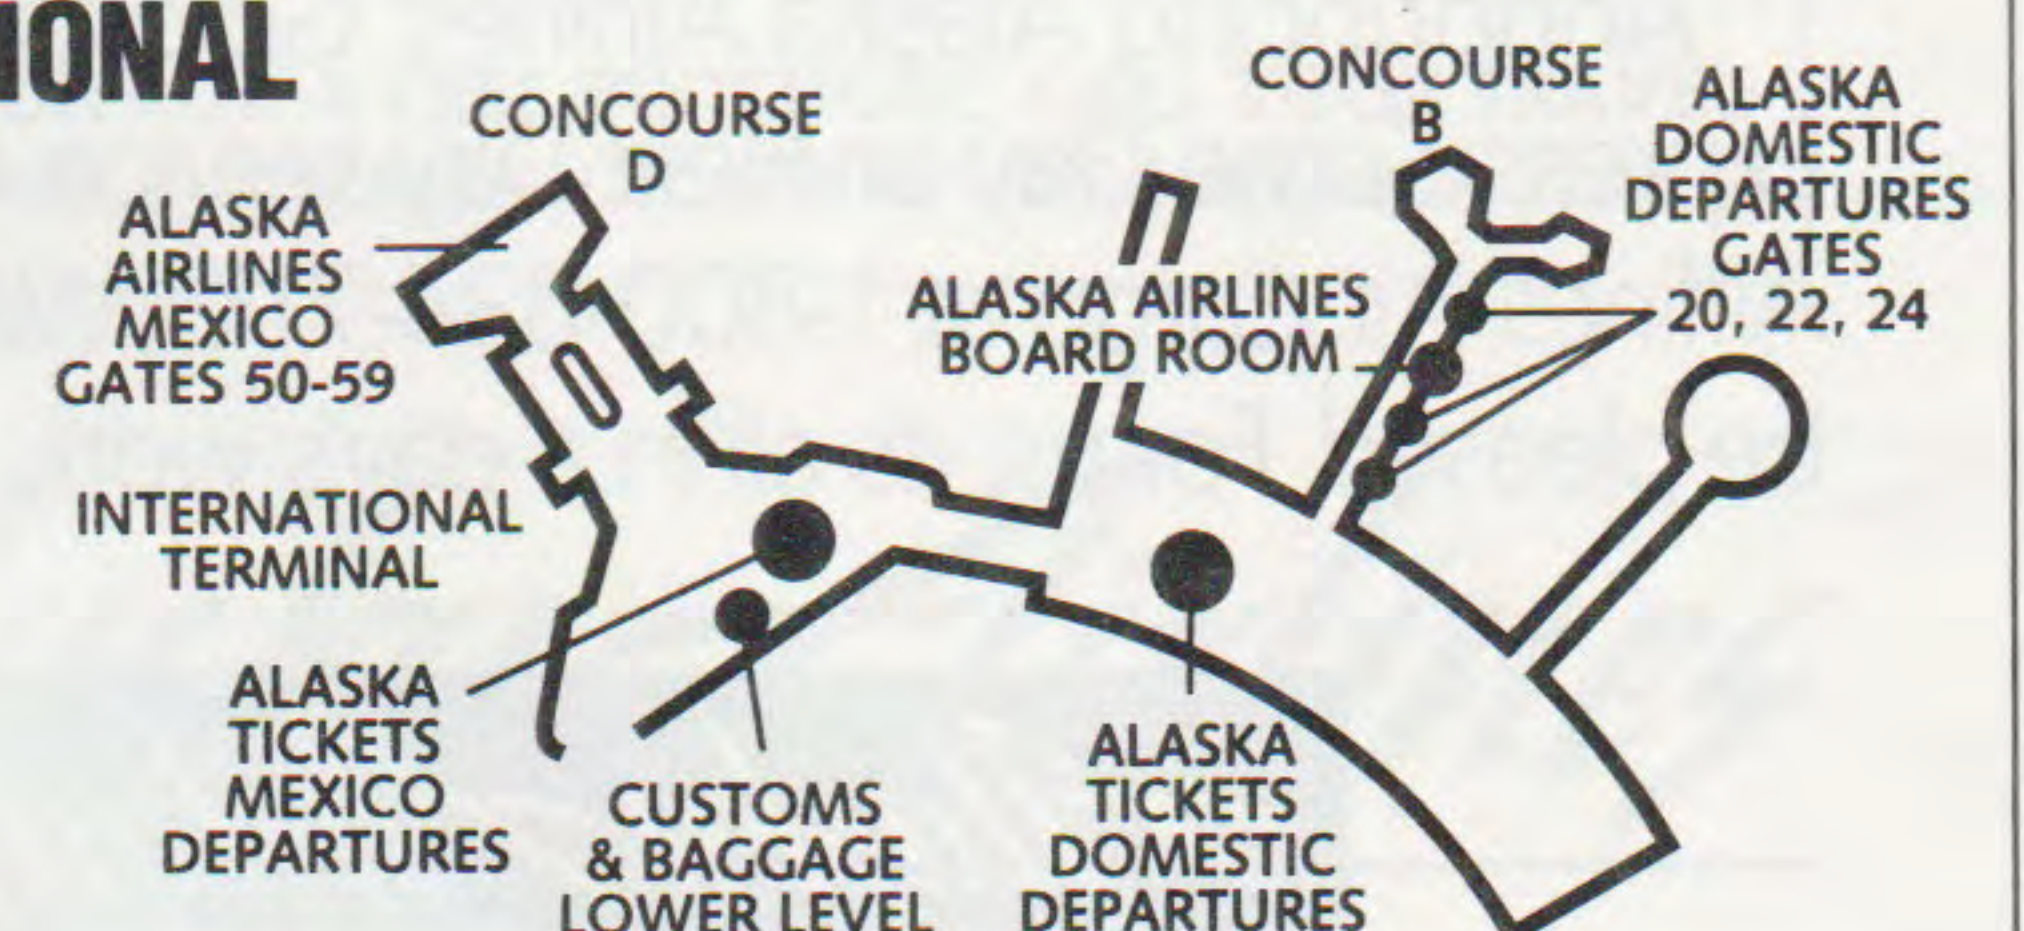 IONAL
CONCOURSE
D
CONCOURSE
B
ALASKA
DOMESTIC
DEPARTURES
GATES
20, 22, 24
ALASKA
AIRLINES
MEXICO
GATES 50-59
ALASKA AIRLINES
BOARD ROOM
INTERNATIONAL
TERMINAL
ALASKA
TICKETS
MEXICO
DEPARTURES
CUSTOMS
& BAGGAGE
LOWER LEVEL
ALASKA
TICKETS
DOMESTIC
DEPARTURES